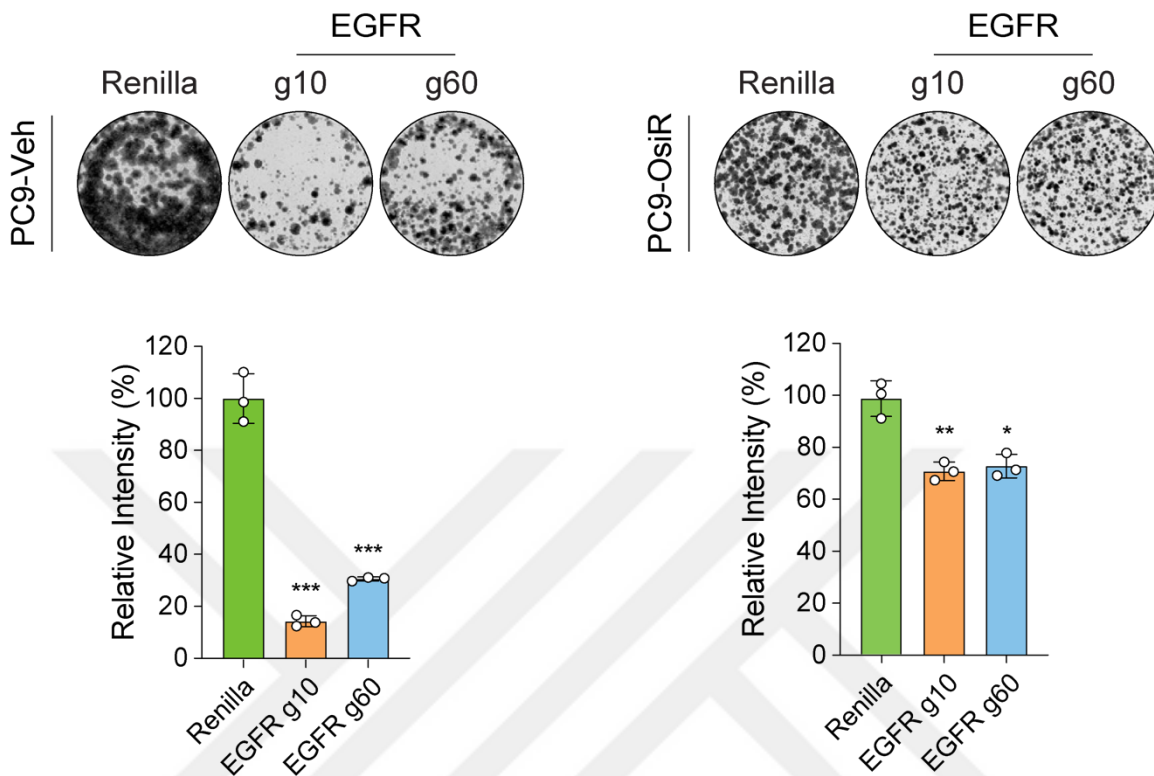 EGFR
Renilla g10 g60
PC9-Veh
EGFR
Renilla g10 g60
PC9-OsiR
Relative Intensity (%)
120
100
80
60
40
20
0
***
***
Renilla
EGFR g10
EGFR g60
Relative Intensity (%)
120
100
80
60
40
20
0
**
*
Renilla
EGFR g10
EGFR g60